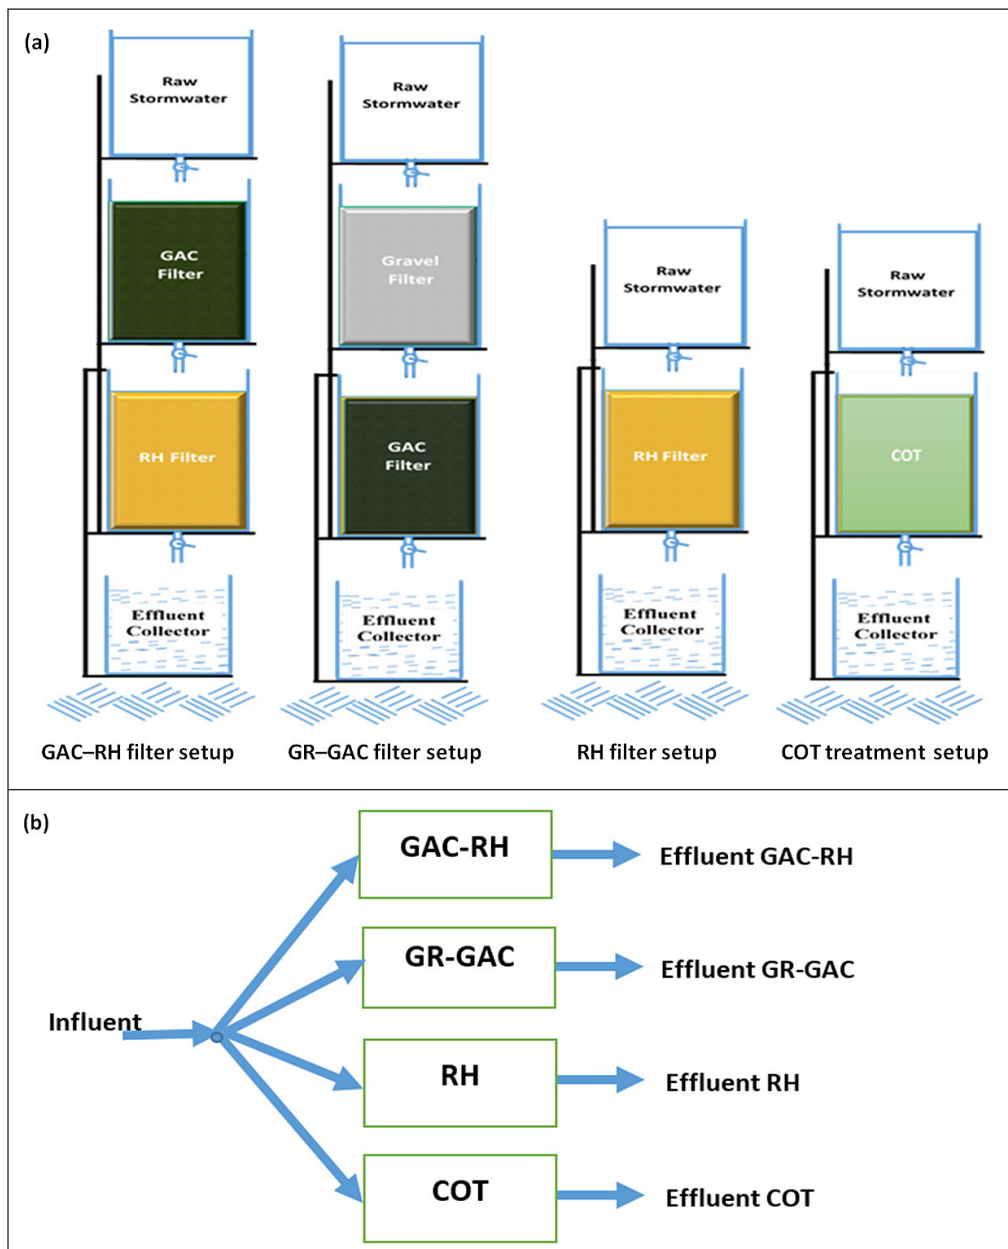 (a)
Raw
Stormwater
GAC
Filter
RH Filter
Effluent
Collector
GAC–RH filter setup
Raw
Stormwater
Gravel
Filter
GAC
Filter
Effluent
Collector
GR–GAC filter setup
Raw
Stormwater
RH Filter
Effluent
Collector
RH filter setup
Raw
Stormwater
COT
Effluent
Collector
COT treatment setup
(b)
Influent
GAC-RH
Effluent GAC-RH
GR-GAC
Effluent GR-GAC
RH
Effluent RH
COT
Effluent COT